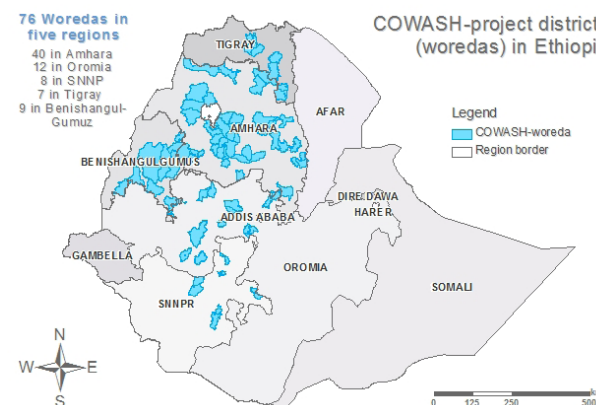 76 Woredas in
five regions
40 in Amhara
12 in Oromia
8 in SNNP
7 in Tigray
9 in Benishangul-
Gumuz
COWASH-project district
(woredas) in Ethiopi
Legend
COWASH-woreda
Region border
TIGRAY
AFAR
AMHARA
BENISHANGULGUMUS
DIREDAWA
HARER
ADDIS ABABA
GAMBELLA
OROMIA
SOMALI
SNNPR
N
W E
S
0 125 250 500